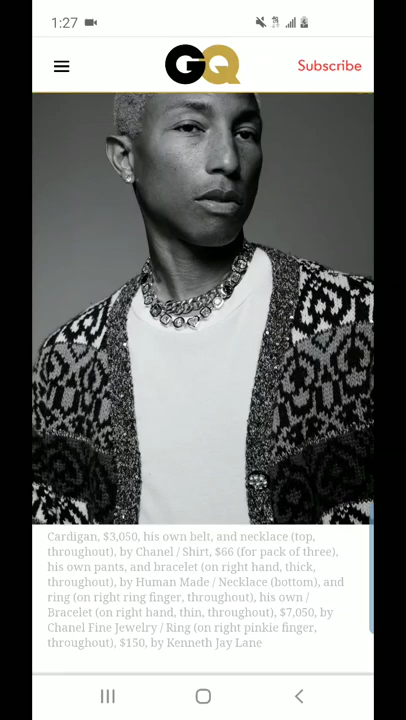 1:27
GQ
Subscribe
Cardigan, $3,050, his own belt, and necklace (top,
throughout), by Chanel / Shirt, $66 (for pack of three),
his own pants, and bracelet (on right hand, thick,
throughout), by Human Made / Necklace (bottom), and
ring (on right ring finger, throughout), his own /
Bracelet (on right hand, thin, throughout), $7,050, by
Chanel Fine Jewelry / Ring (on right pinkie finger,
throughout), $150, by Kenneth Jay Lane